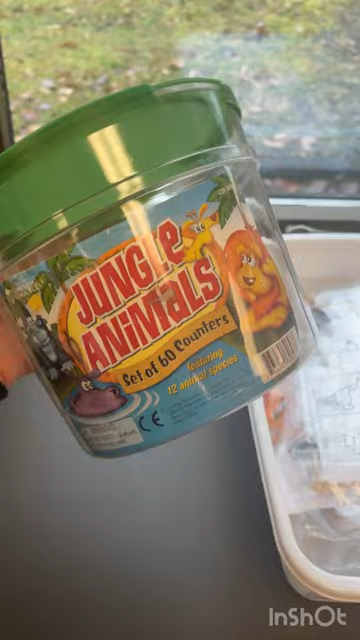 JUNGLE
ANIMALS
Set of 60 Counters
featuring
12 animal species
CE
InShOt